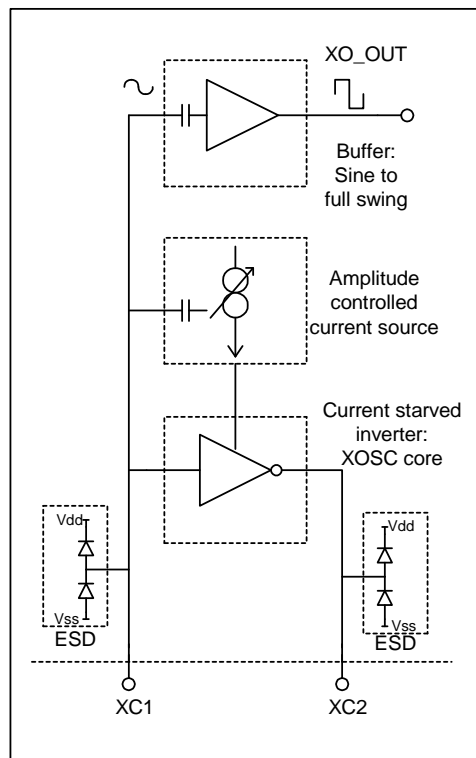 XO_OUT
Buffer:
Sine to
full swing
Amplitude
controlled
current source
Current starved
inverter:
XOSC core
Vdd
Vss
ESD
Vdd
Vss
ESD
XC1
XC2